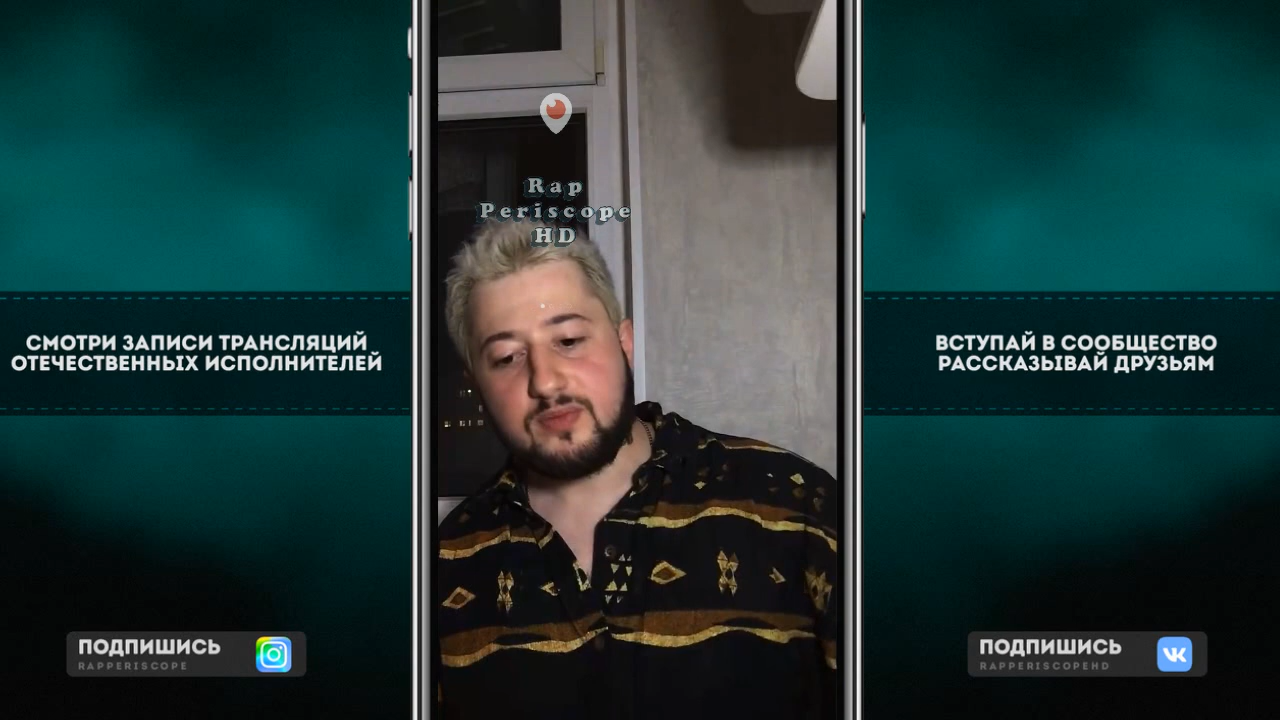 Rap
Periscope
HD
СМОТРИ ЗАПИСИ ТРАНСЛЯЦИЙ
ОТЕЧЕСТВЕННЫХ ИСПОЛНИТЕЛЕЙ
ВСТУПАЙ В СООБЩЕСТВО
РАССКАЗЫВАЙ ДРУЗЬЯМ
ПОДПИШИСЬ
RAPPERISCOPE
ПОДПИШИСЬ
RAPPERISCOPEHD